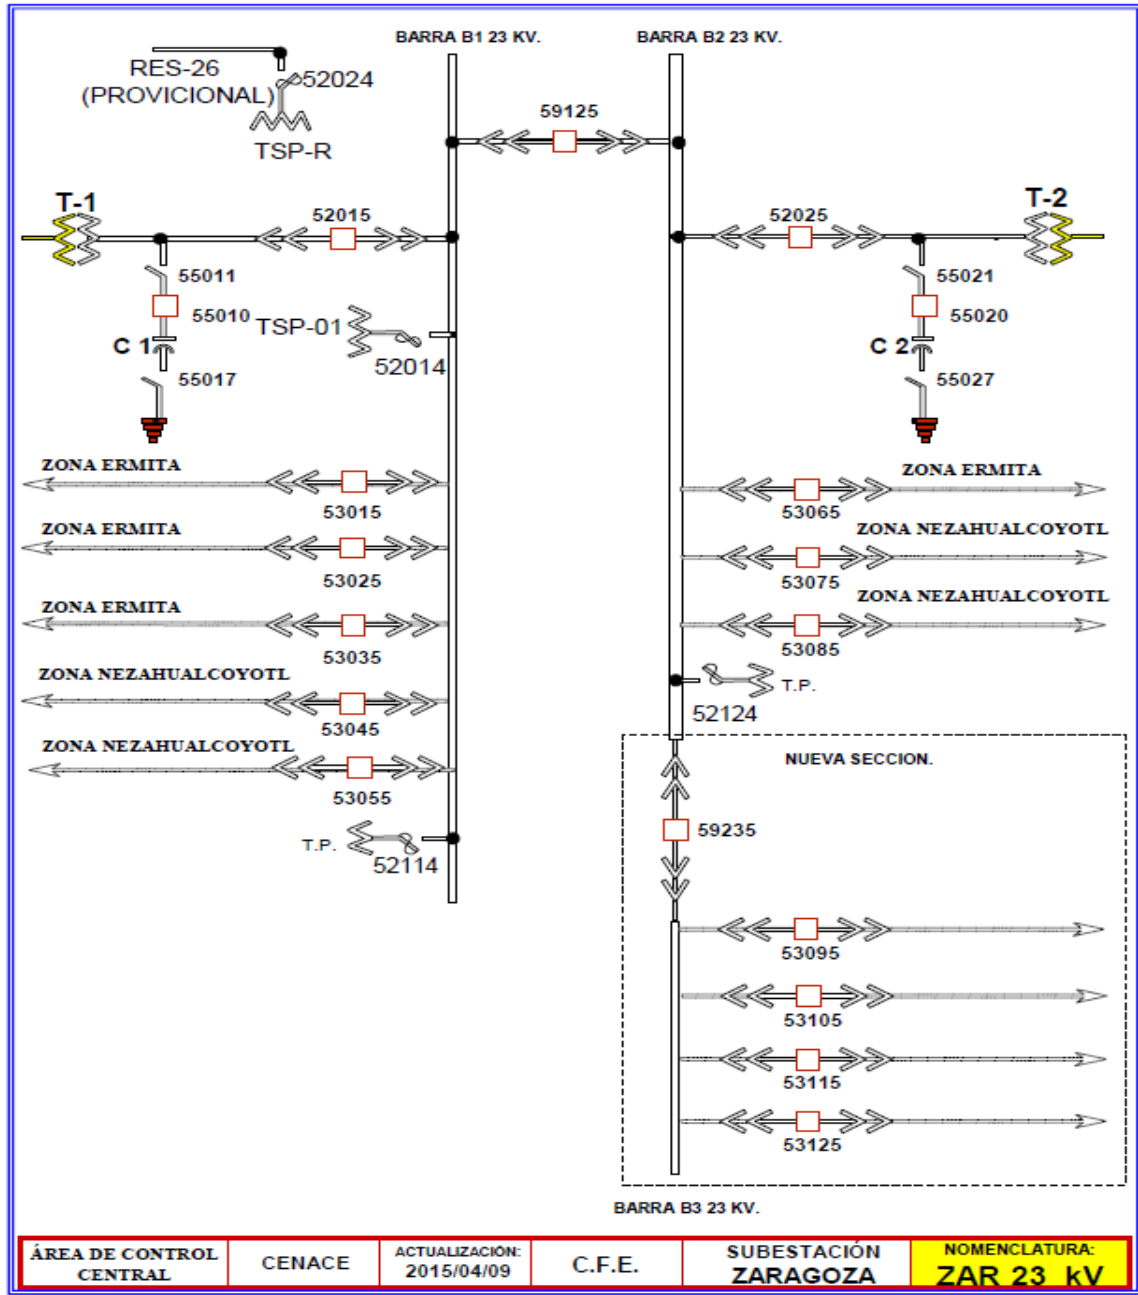 BARRA B1 23 KV.
BARRA B2 23 KV.
RES-26
(PROVICIONAL)
52024
TSP-R
59125
T-1
52015
52025
T-2
55011
55010
C 1
55017
TSP-01
52014
55021
55020
C 2
55027
ZONA ERMITA
53015
ZONA ERMITA
53025
ZONA ERMITA
53035
ZONA NEZAHUALCOYOTL
53045
ZONA NEZAHUALCOYOTL
53055
T.P.
52114
ZONA ERMITA
53065
ZONA NEZAHUALCOYOTL
53075
ZONA NEZAHUALCOYOTL
53085
T.P.
52124
NUEVA SECCION.
59235
53095
53105
53115
53125
BARRA B3 23 KV.
ÁREA DE CONTROL
CENTRAL
CENACE
ACTUALIZACIÓN:
2015/04/09
C.F.E.
SUBESTACIÓN
ZARAGOZA
NOMENCLATURA:
ZAR 23 kV